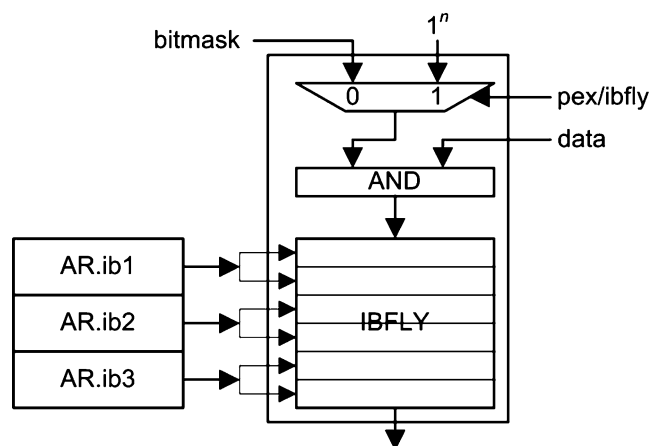 bitmask
1ⁿ
0 1
pex/ibfly
data
AND
AR.ib1
AR.ib2
IBFLY
AR.ib3